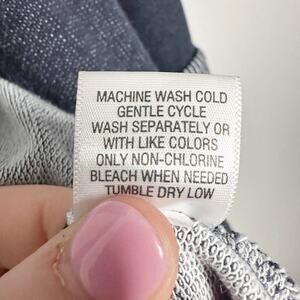 MACHINE WASH COLD
GENTLE CYCLE
WASH SEPARATELY OR
WITH LIKE COLORS
ONLY NON-CHLORINE
BLEACH WHEN NEEDED
TUMBLE DRY LOW